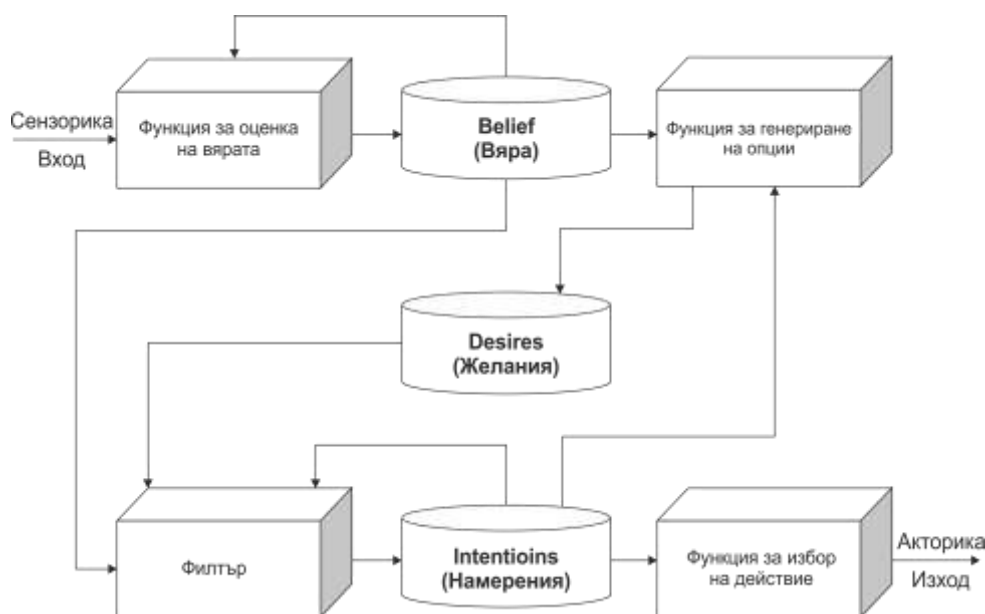 Сензорика
Вход
Функция за оценка
на вярата
Belief
(Вяра)
Функция за генериране
на опции
Desires
(Желания)
Филтър
Intentioins
(Намерения)
Функция за избор
на действие
Акторика
Изход